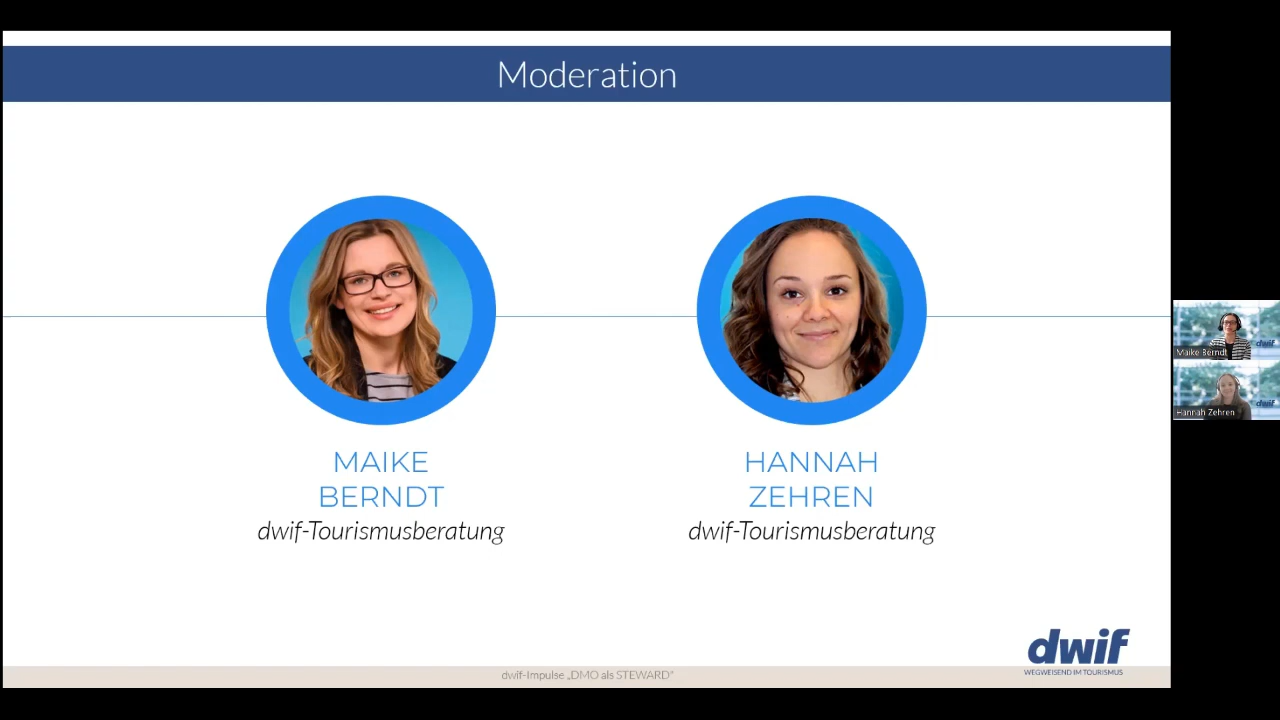 Moderation
MAIKE
BERNDT
dwif-Tourismusberatung
HANNAH
ZEHREN
dwif-Tourismusberatung
dwif
WEGWEISEND IM TOURISMUS
dwif-Impulse „DMO als STEWARD"
dwif
Maike Berndt
dwif
Hannah Zehren